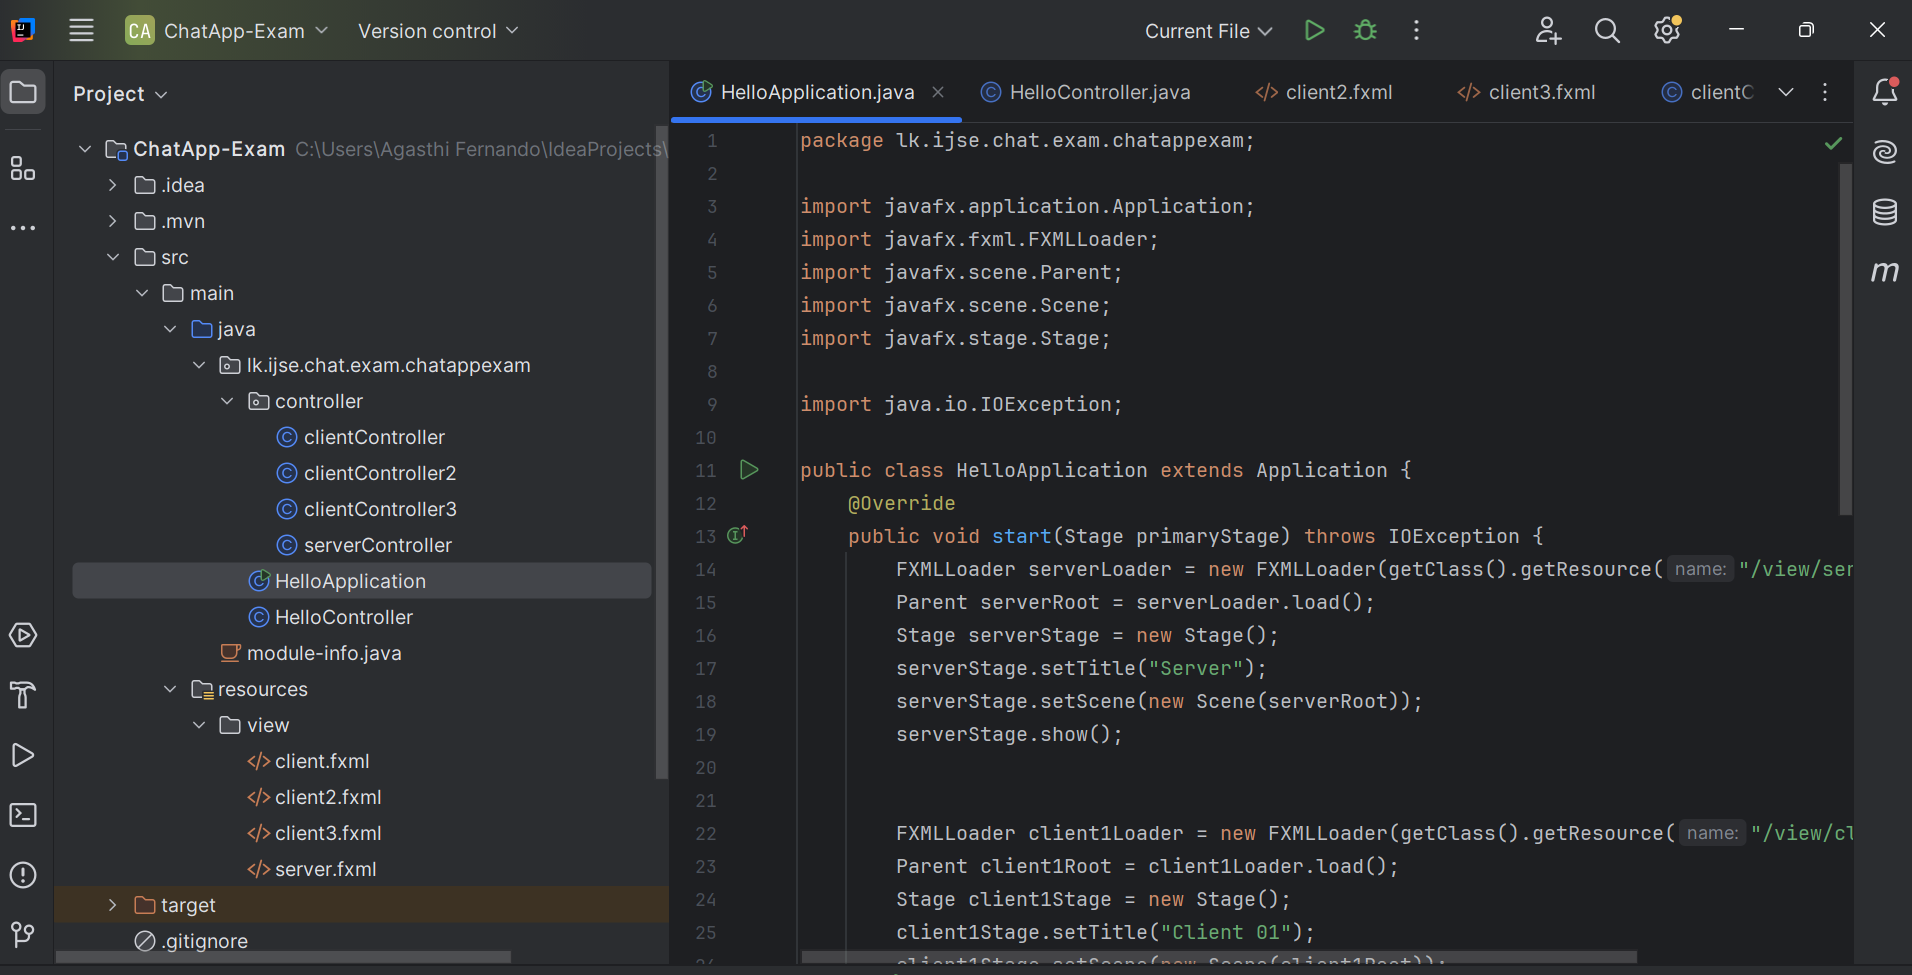 CA ChatApp-Exam Version control Current File
Project
ChatApp-Exam C:\Users\Agasthi Fernando\IdeaProjects\
.idea
.mvn
src
main
java
lk.ijse.chat.exam.chatappexam
controller
clientController
clientController2
clientController3
serverController
HelloApplication
HelloController
module-info.java
resources
view
client.fxml
client2.fxml
client3.fxml
server.fxml
target
.gitignore
HelloApplication.java HelloController.java client2.fxml client3.fxml clientC
1 package lk.ijse.chat.exam.chatappexam;
2
3 import javafx.application.Application;
4 import javafx.fxml.FXMLLoader;
5 import javafx.scene.Parent;
6 import javafx.scene.Scene;
7 import javafx.stage.Stage;
8
9 import java.io.IOException;
10
11 public class HelloApplication extends Application {
12 @Override
13 public void start(Stage primaryStage) throws IOException {
14 FXMLLoader serverLoader = new FXMLLoader(getClass().getResource( name: "/view/ser
15 Parent serverRoot = serverLoader.load();
16 Stage serverStage = new Stage();
17 serverStage.setTitle("Server");
18 serverStage.setScene(new Scene(serverRoot));
19 serverStage.show();
20
21
22 FXMLLoader client1Loader = new FXMLLoader(getClass().getResource( name: "/view/cl
23 Parent client1Root = client1Loader.load();
24 Stage client1Stage = new Stage();
25 client1Stage.setTitle("Client 01");
26 client1Stage.setScene(new Scene(client1Root));